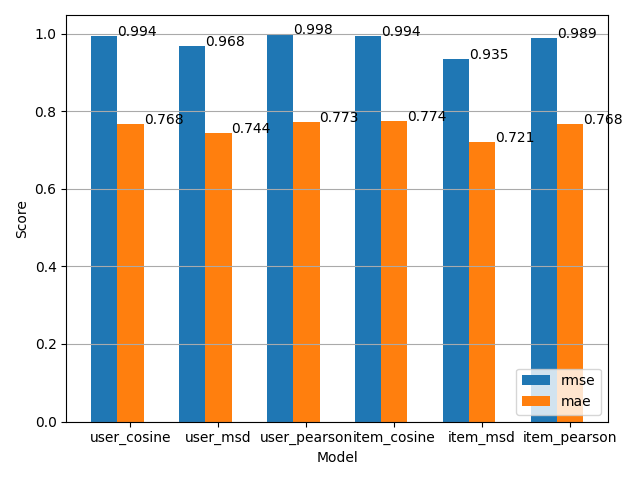 1.0
0.8
0.6
0.4
0.2
0.0
Score
0.994
0.768
0.968
0.744
0.998
0.773
0.994
0.774
0.935
0.721
0.989
0.768
rmse
mae
user_cosine
user_msd
user_pearson
item_cosine
item_msd
item_pearson
Model